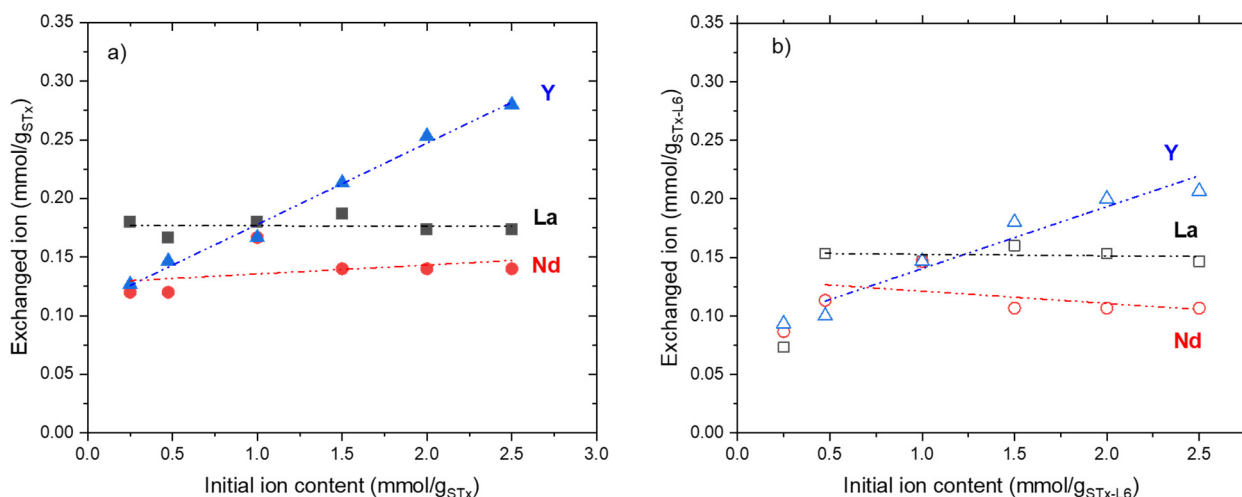 a)
Exchanged ion (mmol/g_STx)
0.35
0.30
0.25
0.20
0.15
0.10
0.05
0.00
Y
La
Nd
0.0 0.5 1.0 1.5 2.0 2.5 3.0
Initial ion content (mmol/g_STx)
b)
Exchanged ion (mmol/g_STx-L6)
0.35
0.30
0.25
0.20
0.15
0.10
0.05
0.00
Y
La
Nd
0.0 0.5 1.0 1.5 2.0 2.5
Initial ion content (mmol/g_STx-L6)